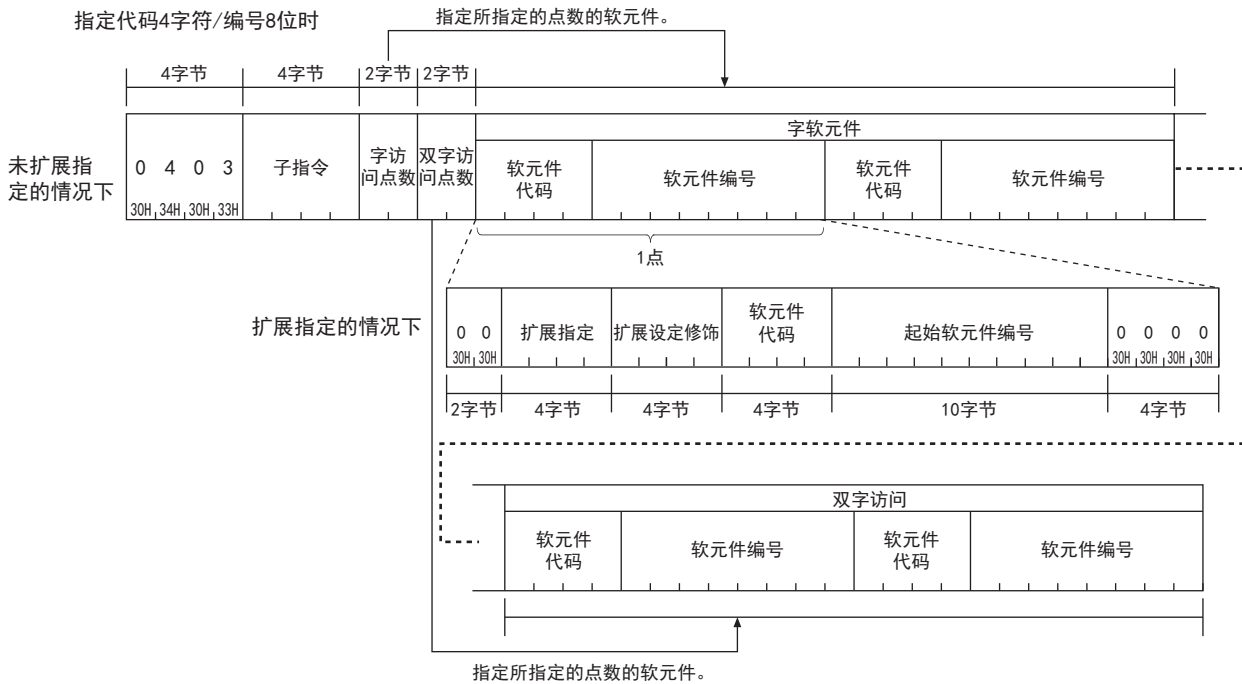 指定代码4字符/编号8位时
指定所指定的点数的软元件。
4字节 4字节 2字节 2字节
字软元件
未扩展指
定的情况下
0 4 0 3
30H 34H 30H 33H
子指令
字访
问点数
双字访
问点数
软元件
代码
软元件编号
软元件
代码
软元件编号
1点
扩展指定的情况下
0 0
30H 30H
扩展指定
扩展设定修饰
软元件
代码
起始软元件编号
0 0 0 0
30H 30H 30H 30H
2字节 4字节 4字节 4字节 10字节 4字节
双字访问
软元件
代码
软元件编号
软元件
代码
软元件编号
指定所指定的点数的软元件。